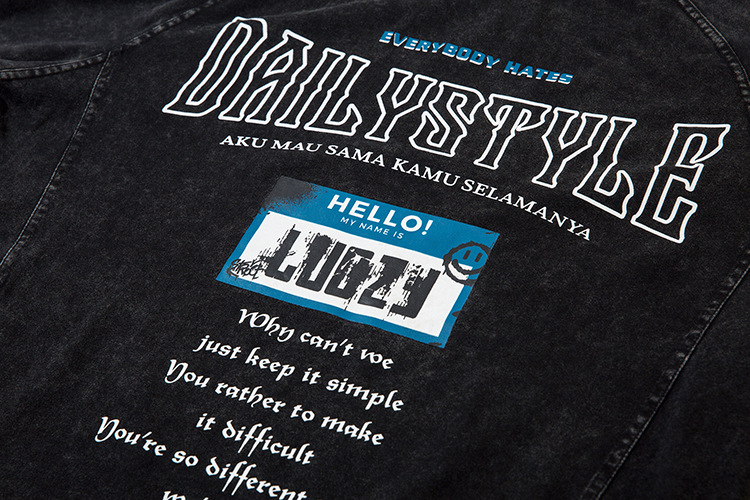 EVERYBODY HATES
DAILYSTYLE
AKU MAU SAMA KAMU SELAMANYA
HELLO!
MY NAME IS
LUGZY
Why can't we
just keep it simple
You rather to make
it difficult
You're so different